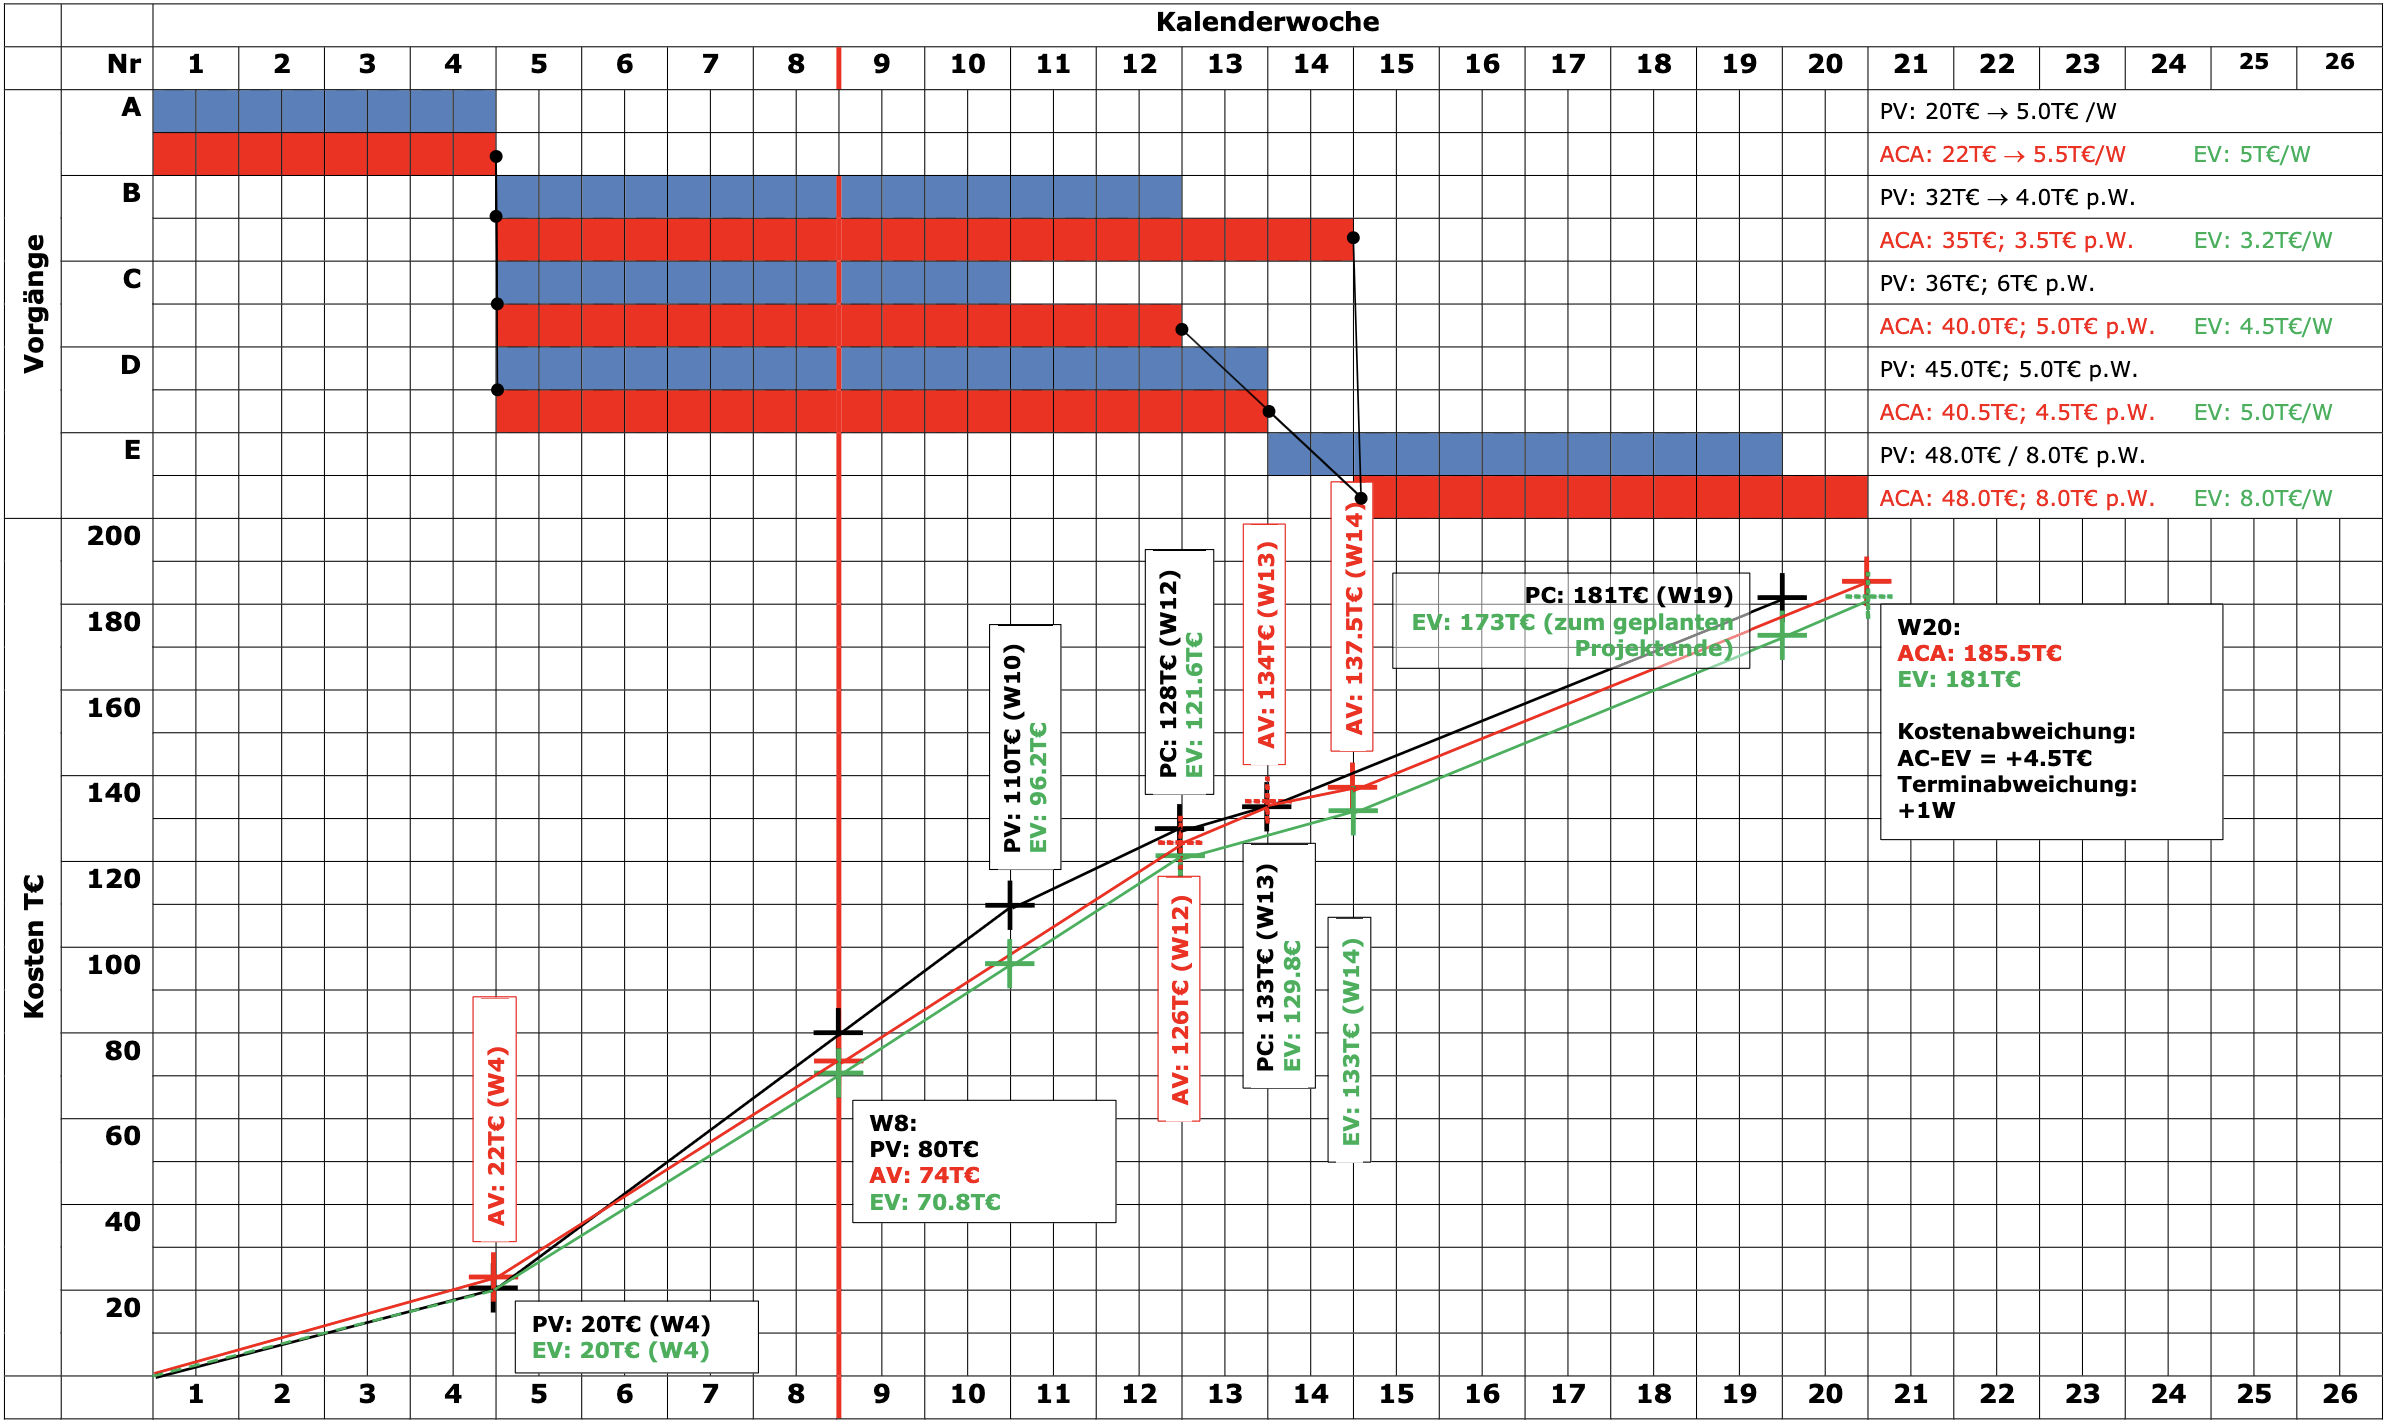 Kalenderwoche
Nr 1 2 3 4 5 6 7 8 9 10 11 12 13 14 15 16 17 18 19 20 21 22 23 24 25 26
Vorgänge
A
PV: 20T€ → 5.0T€ /W
ACA: 22T€ → 5.5T€/W EV: 5T€/W
B
PV: 32T€ → 4.0T€ p.W.
ACA: 35T€; 3.5T€ p.W. EV: 3.2T€/W
C
PV: 36T€; 6T€ p.W.
ACA: 40.0T€; 5.0T€ p.W. EV: 4.5T€/W
D
PV: 45.0T€; 5.0T€ p.W.
ACA: 40.5T€; 4.5T€ p.W. EV: 5.0T€/W
E
PV: 48.0T€ / 8.0T€ p.W.
ACA: 48.0T€; 8.0T€ p.W. EV: 8.0T€/W
Kosten T€
200
180
160
140
120
100
80
60
40
20
AV: 22T€ (W4)
PV: 20T€ (W4)
EV: 20T€ (W4)
W8:
PV: 80T€
AV: 74T€
EV: 70.8T€
PV: 110T€ (W10)
EV: 96.2T€
PC: 128T€ (W12)
EV: 121.6T€
AV: 126T€ (W12)
AV: 134T€ (W13)
PC: 133T€ (W13)
EV: 129.8€
AV: 137.5T€ (W14)
EV: 133T€ (W14)
PC: 181T€ (W19)
EV: 173T€ (zum geplanten
Projektende)
W20:
ACA: 185.5T€
EV: 181T€
Kostenabweichung:
AC-EV = +4.5T€
Terminabweichung:
+1W
1 2 3 4 5 6 7 8 9 10 11 12 13 14 15 16 17 18 19 20 21 22 23 24 25 26